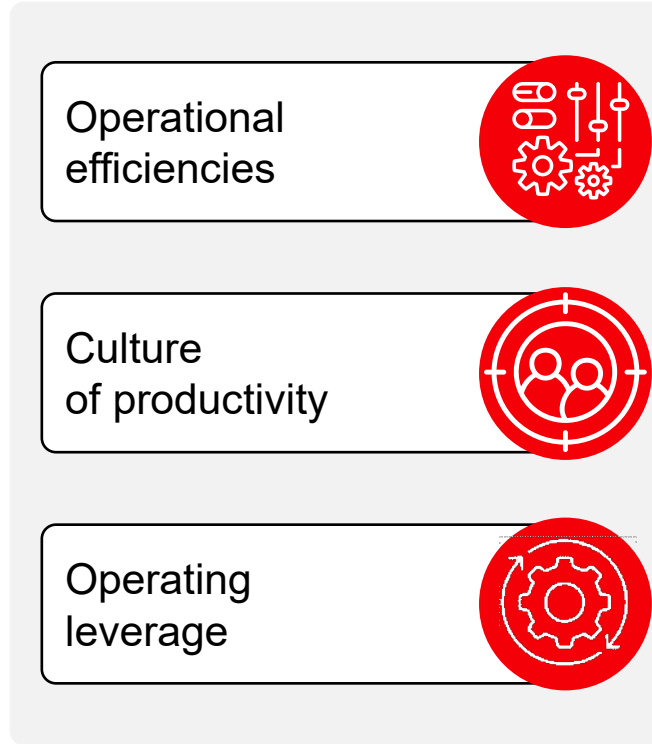 Operational
efficiencies
Culture
of productivity
Operating
leverage